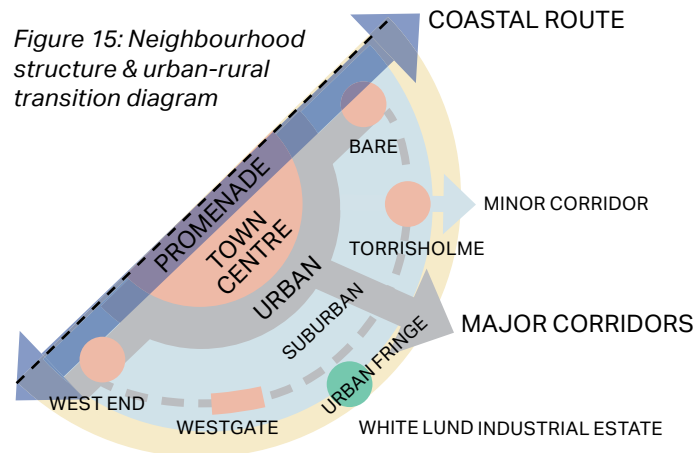 Figure 15: Neighbourhood
structure & urban-rural
transition diagram
COASTAL ROUTE
BARE
PROMENADE
TOWN
CENTRE
MINOR CORRIDOR
TORRISHOLME
URBAN
SUBURBAN
MAJOR CORRIDORS
URBAN FRINGE
WEST END
WESTGATE
WHITE LUND INDUSTRIAL ESTATE